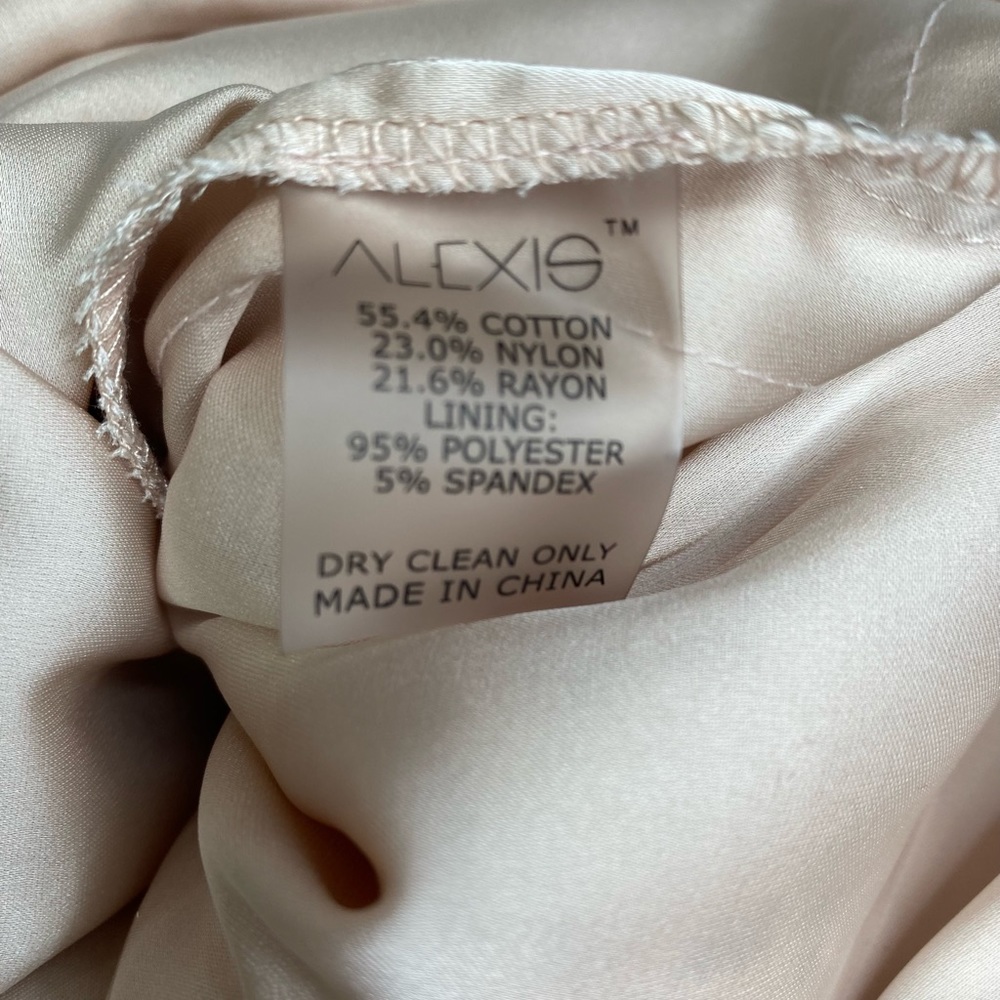 ALEXIS™
55.4% COTTON
23.0% NYLON
21.6% RAYON
LINING:
95% POLYESTER
5% SPANDEX
DRY CLEAN ONLY
MADE IN CHINA